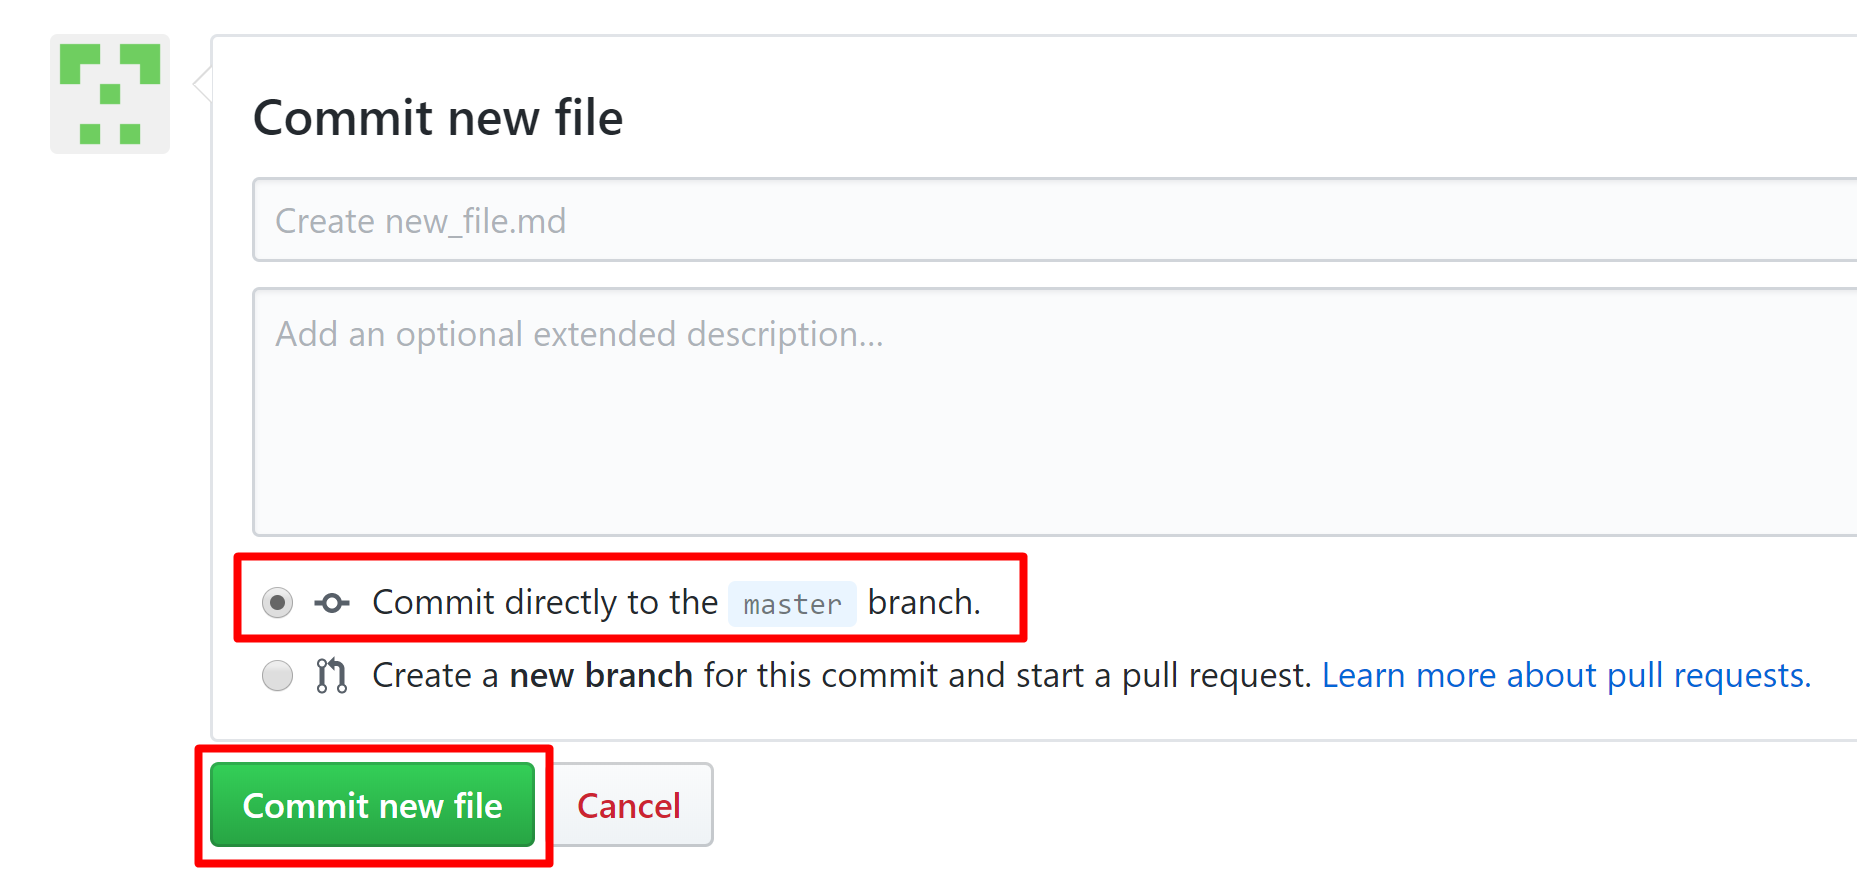 Commit new file
Create new_file.md
Add an optional extended description...
Commit directly to the master branch.
Create a new branch for this commit and start a pull request. Learn more about pull requests.
Commit new file
Cancel